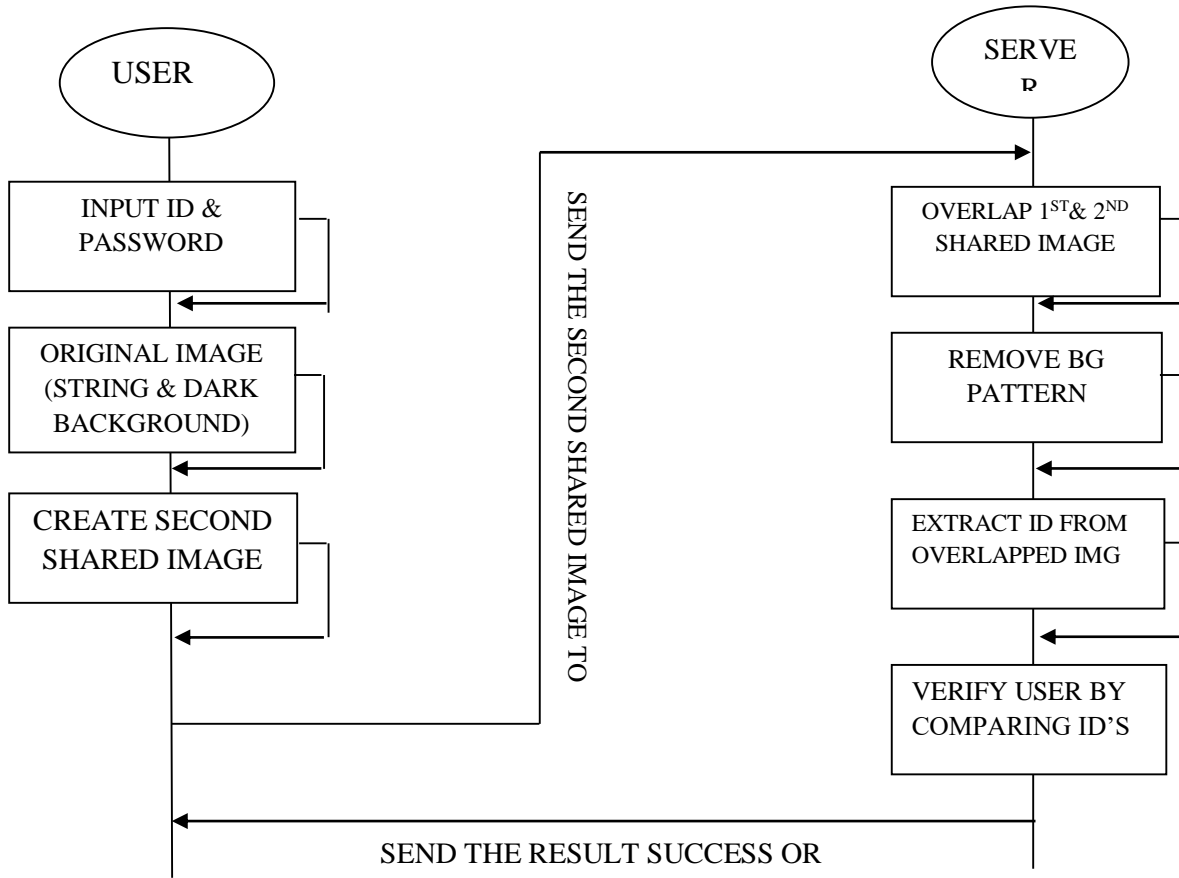 USER
INPUT ID &
PASSWORD
ORIGINAL IMAGE
(STRING & DARK
BACKGROUND)
CREATE SECOND
SHARED IMAGE
SEND THE SECOND SHARED IMAGE TO
SERVE
R
OVERLAP 1ST& 2ND
SHARED IMAGE
REMOVE BG
PATTERN
EXTRACT ID FROM
OVERLAPPED IMG
VERIFY USER BY
COMPARING ID’S
SEND THE RESULT SUCCESS OR